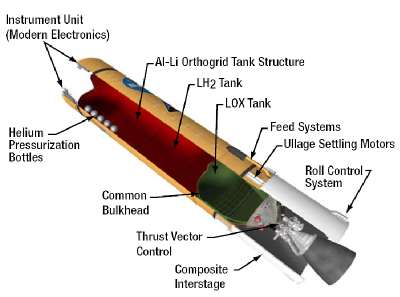 Instrument Unit
(Modern Electronics)
Al-Li Orthogrid Tank Structure
LH2 Tank
LOX Tank
Feed Systems
Ullage Settling Motors
Helium
Pressurization
Bottles
Roll Control
System
Common
Bulkhead
Thrust Vector
Control
Composite
Interstage